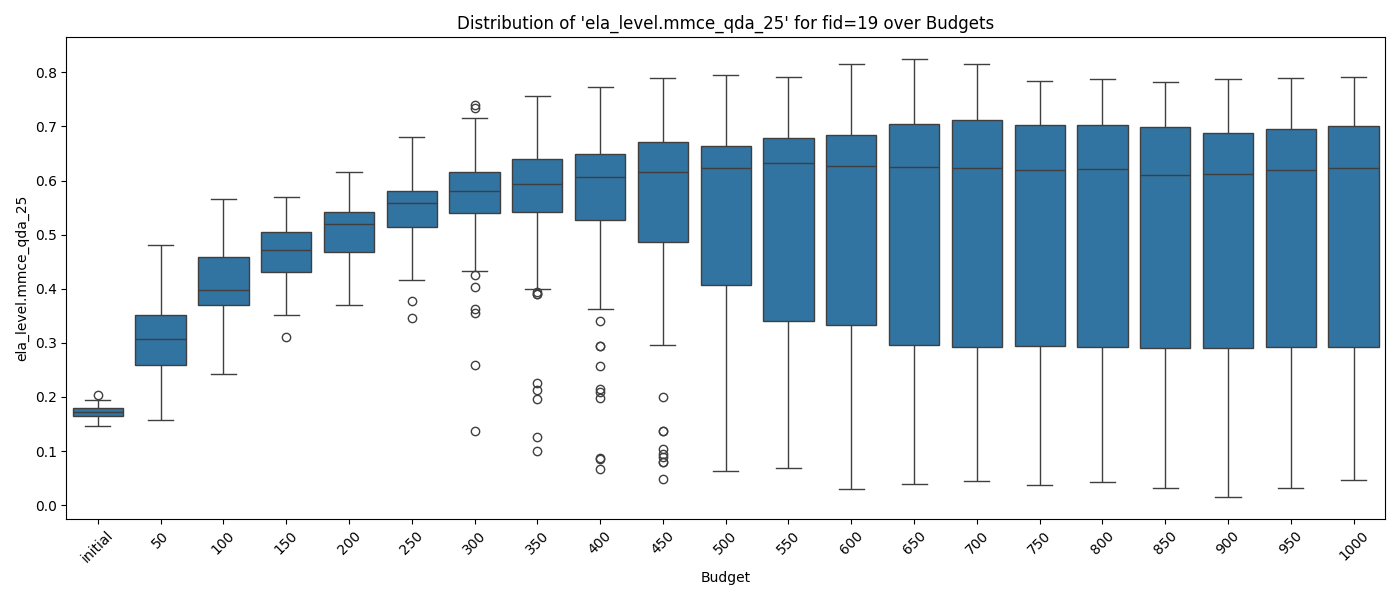 Distribution of 'ela_level.mmce_qda_25' for fid=19 over Budgets
ela_level.mmce_qda_25
0.8
0.7
0.6
0.5
0.4
0.3
0.2
0.1
0.0
initial 50 100 150 200 250 300 350 400 450 500 550 600 650 700 750 800 850 900 950 1000
Budget